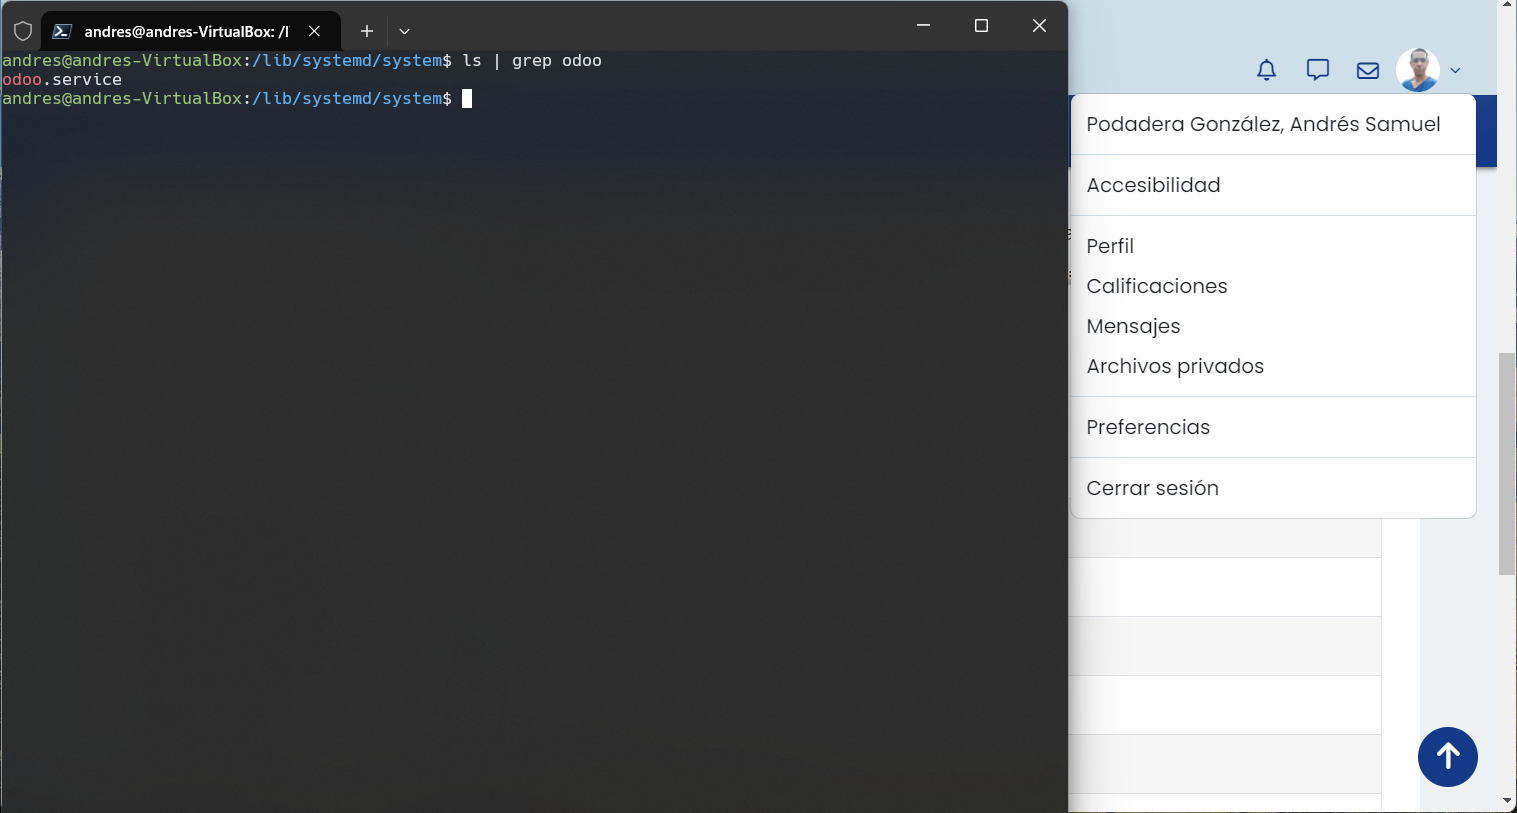 andres@andres-VirtualBox: /l
andres@andres-VirtualBox:/lib/systemd/system$ ls | grep odoo
odoo.service
andres@andres-VirtualBox:/lib/systemd/system$
Podadera González, Andrés Samuel
Accesibilidad
Perfil
Calificaciones
Mensajes
Archivos privados
Preferencias
Cerrar sesión